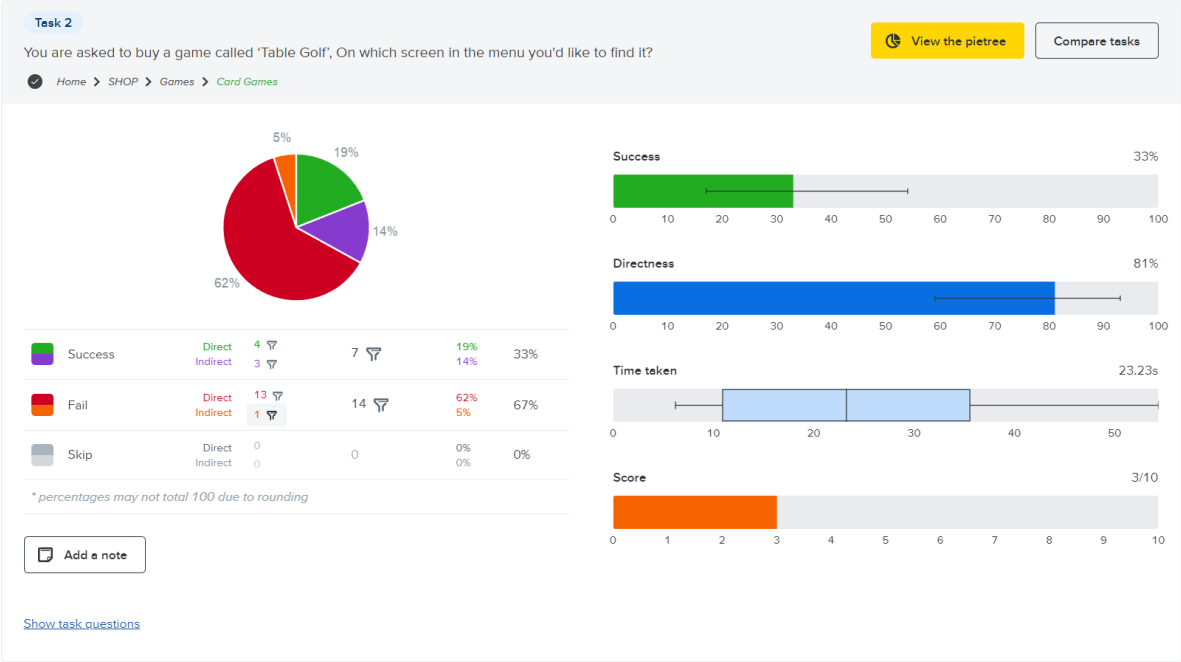 Task 2
You are asked to buy a game called ‘Table Golf’, On which screen in the menu you'd like to find it?
Home > SHOP > Games > Card Games
View the pietree
Compare tasks
5%
19%
14%
62%
Success Direct 4 7 19% 33%
Indirect 3 14%
Fail Direct 13 14 62% 67%
Indirect 1 5%
Skip Direct 0 0 0% 0%
Indirect 0 0%
* percentages may not total 100 due to rounding
Add a note
Show task questions
Success 33%
0 10 20 30 40 50 60 70 80 90 100
Directness 81%
0 10 20 30 40 50 60 70 80 90 100
Time taken 23.23s
0 10 20 30 40 50
Score 3/10
0 1 2 3 4 5 6 7 8 9 10